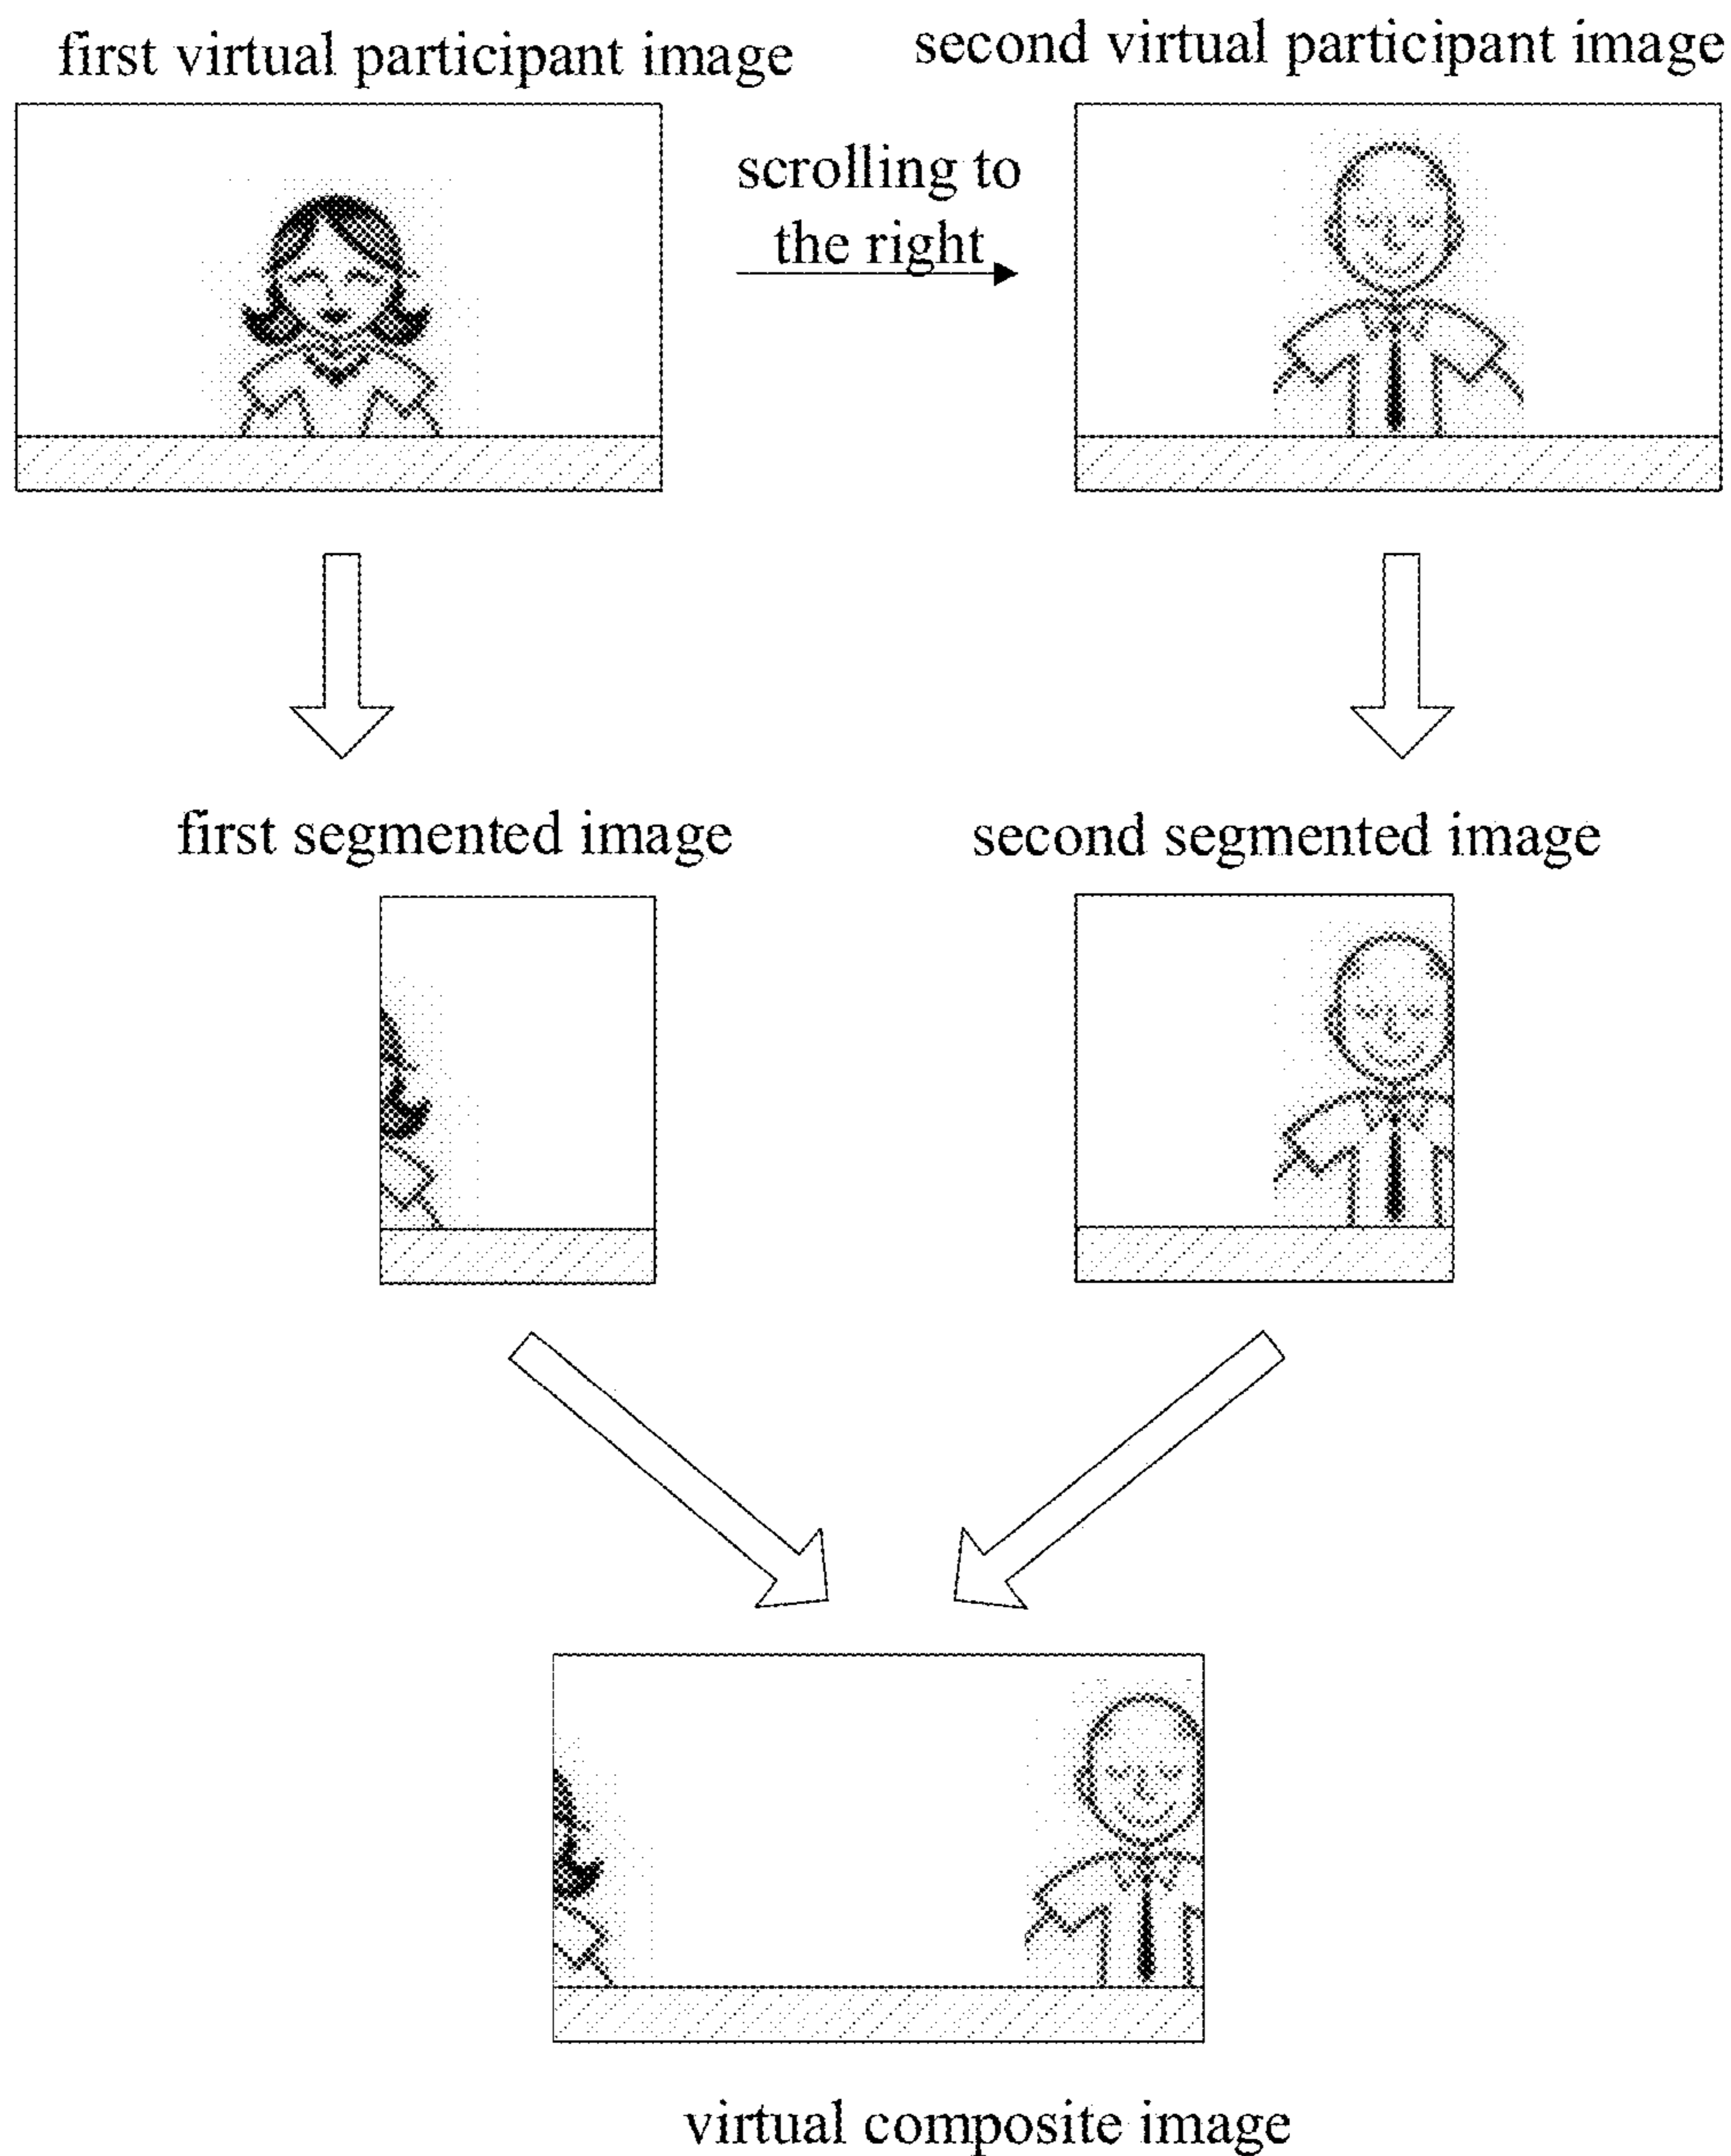 first virtual participant image
second virtual participant image
scrolling to
the right
first segmented image
second segmented image
virtual composite image